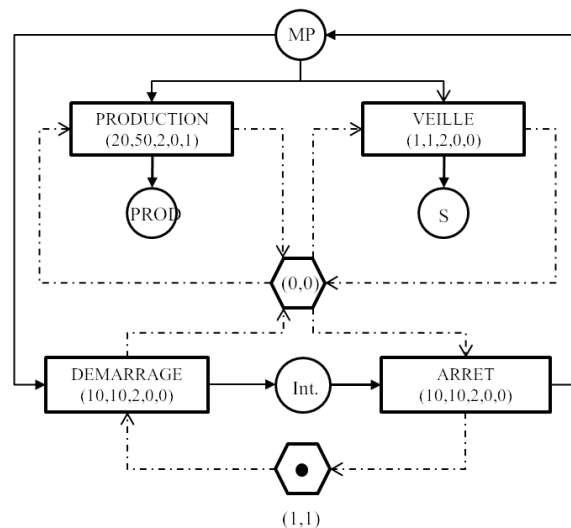 MP
PRODUCTION
(20,50,2,0,1)
VEILLE
(1,1,2,0,0)
PROD
S
(0,0)
DEMARRAGE
(10,10,2,0,0)
Int.
ARRET
(10,10,2,0,0)
(1,1)